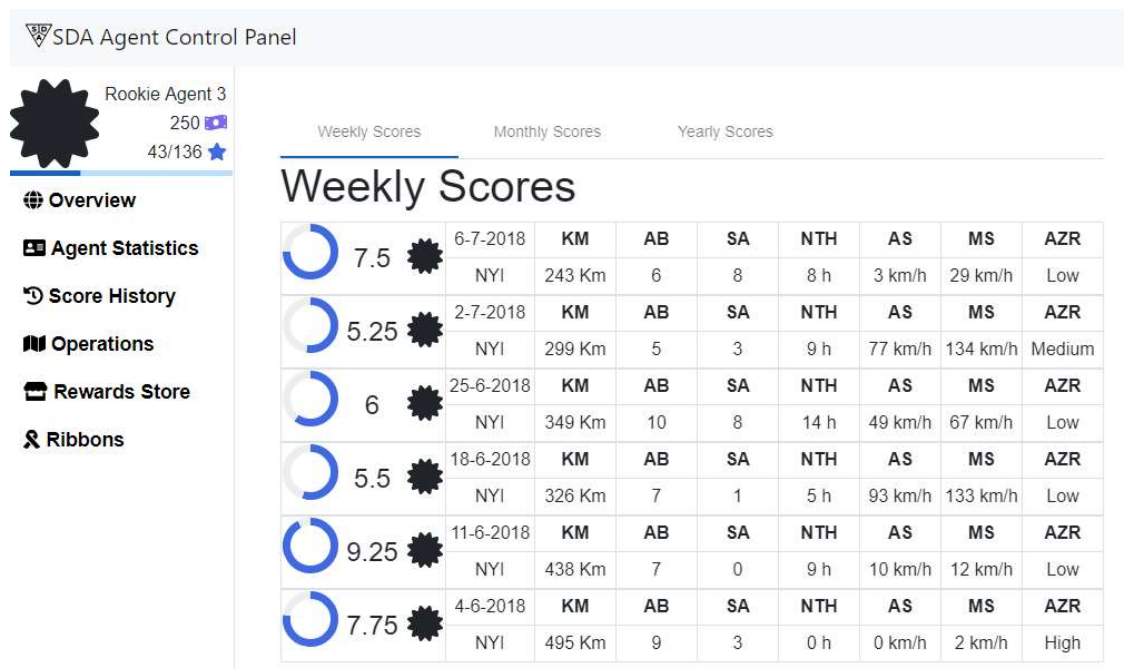 SDA Agent Control Panel
Rookie Agent 3
250
43/136
Overview
Agent Statistics
Score History
Operations
Rewards Store
Ribbons
Weekly Scores Monthly Scores Yearly Scores
Weekly Scores
7.5 6-7-2018 KM AB SA NTH AS MS AZR
NYI 243 Km 6 8 8 h 3 km/h 29 km/h Low
5.25 2-7-2018 KM AB SA NTH AS MS AZR
NYI 299 Km 5 3 9 h 77 km/h 134 km/h Medium
6 25-6-2018 KM AB SA NTH AS MS AZR
NYI 349 Km 10 8 14 h 49 km/h 67 km/h Low
5.5 18-6-2018 KM AB SA NTH AS MS AZR
NYI 326 Km 7 1 5 h 93 km/h 133 km/h Low
9.25 11-6-2018 KM AB SA NTH AS MS AZR
NYI 438 Km 7 0 9 h 10 km/h 12 km/h Low
7.75 4-6-2018 KM AB SA NTH AS MS AZR
NYI 495 Km 9 3 0 h 0 km/h 2 km/h High